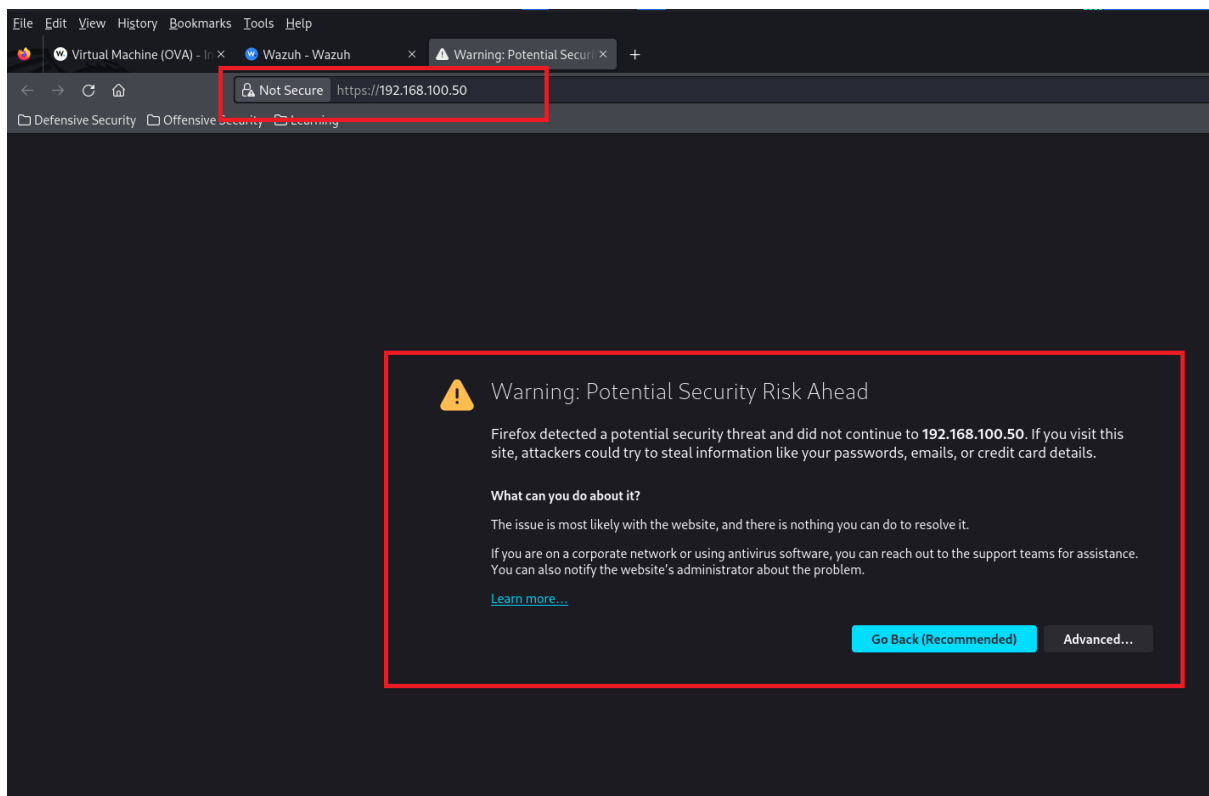 File Edit View History Bookmarks Tools Help
Virtual Machine (OVA) - In Wazuh - Wazuh Warning: Potential Securi
Not Secure https://192.168.100.50
Defensive Security Offensive Security Learning
Warning: Potential Security Risk Ahead
Firefox detected a potential security threat and did not continue to 192.168.100.50. If you visit this
site, attackers could try to steal information like your passwords, emails, or credit card details.
What can you do about it?
The issue is most likely with the website, and there is nothing you can do to resolve it.
If you are on a corporate network or using antivirus software, you can reach out to the support teams for assistance.
You can also notify the website's administrator about the problem.
Learn more...
Go Back (Recommended) Advanced...